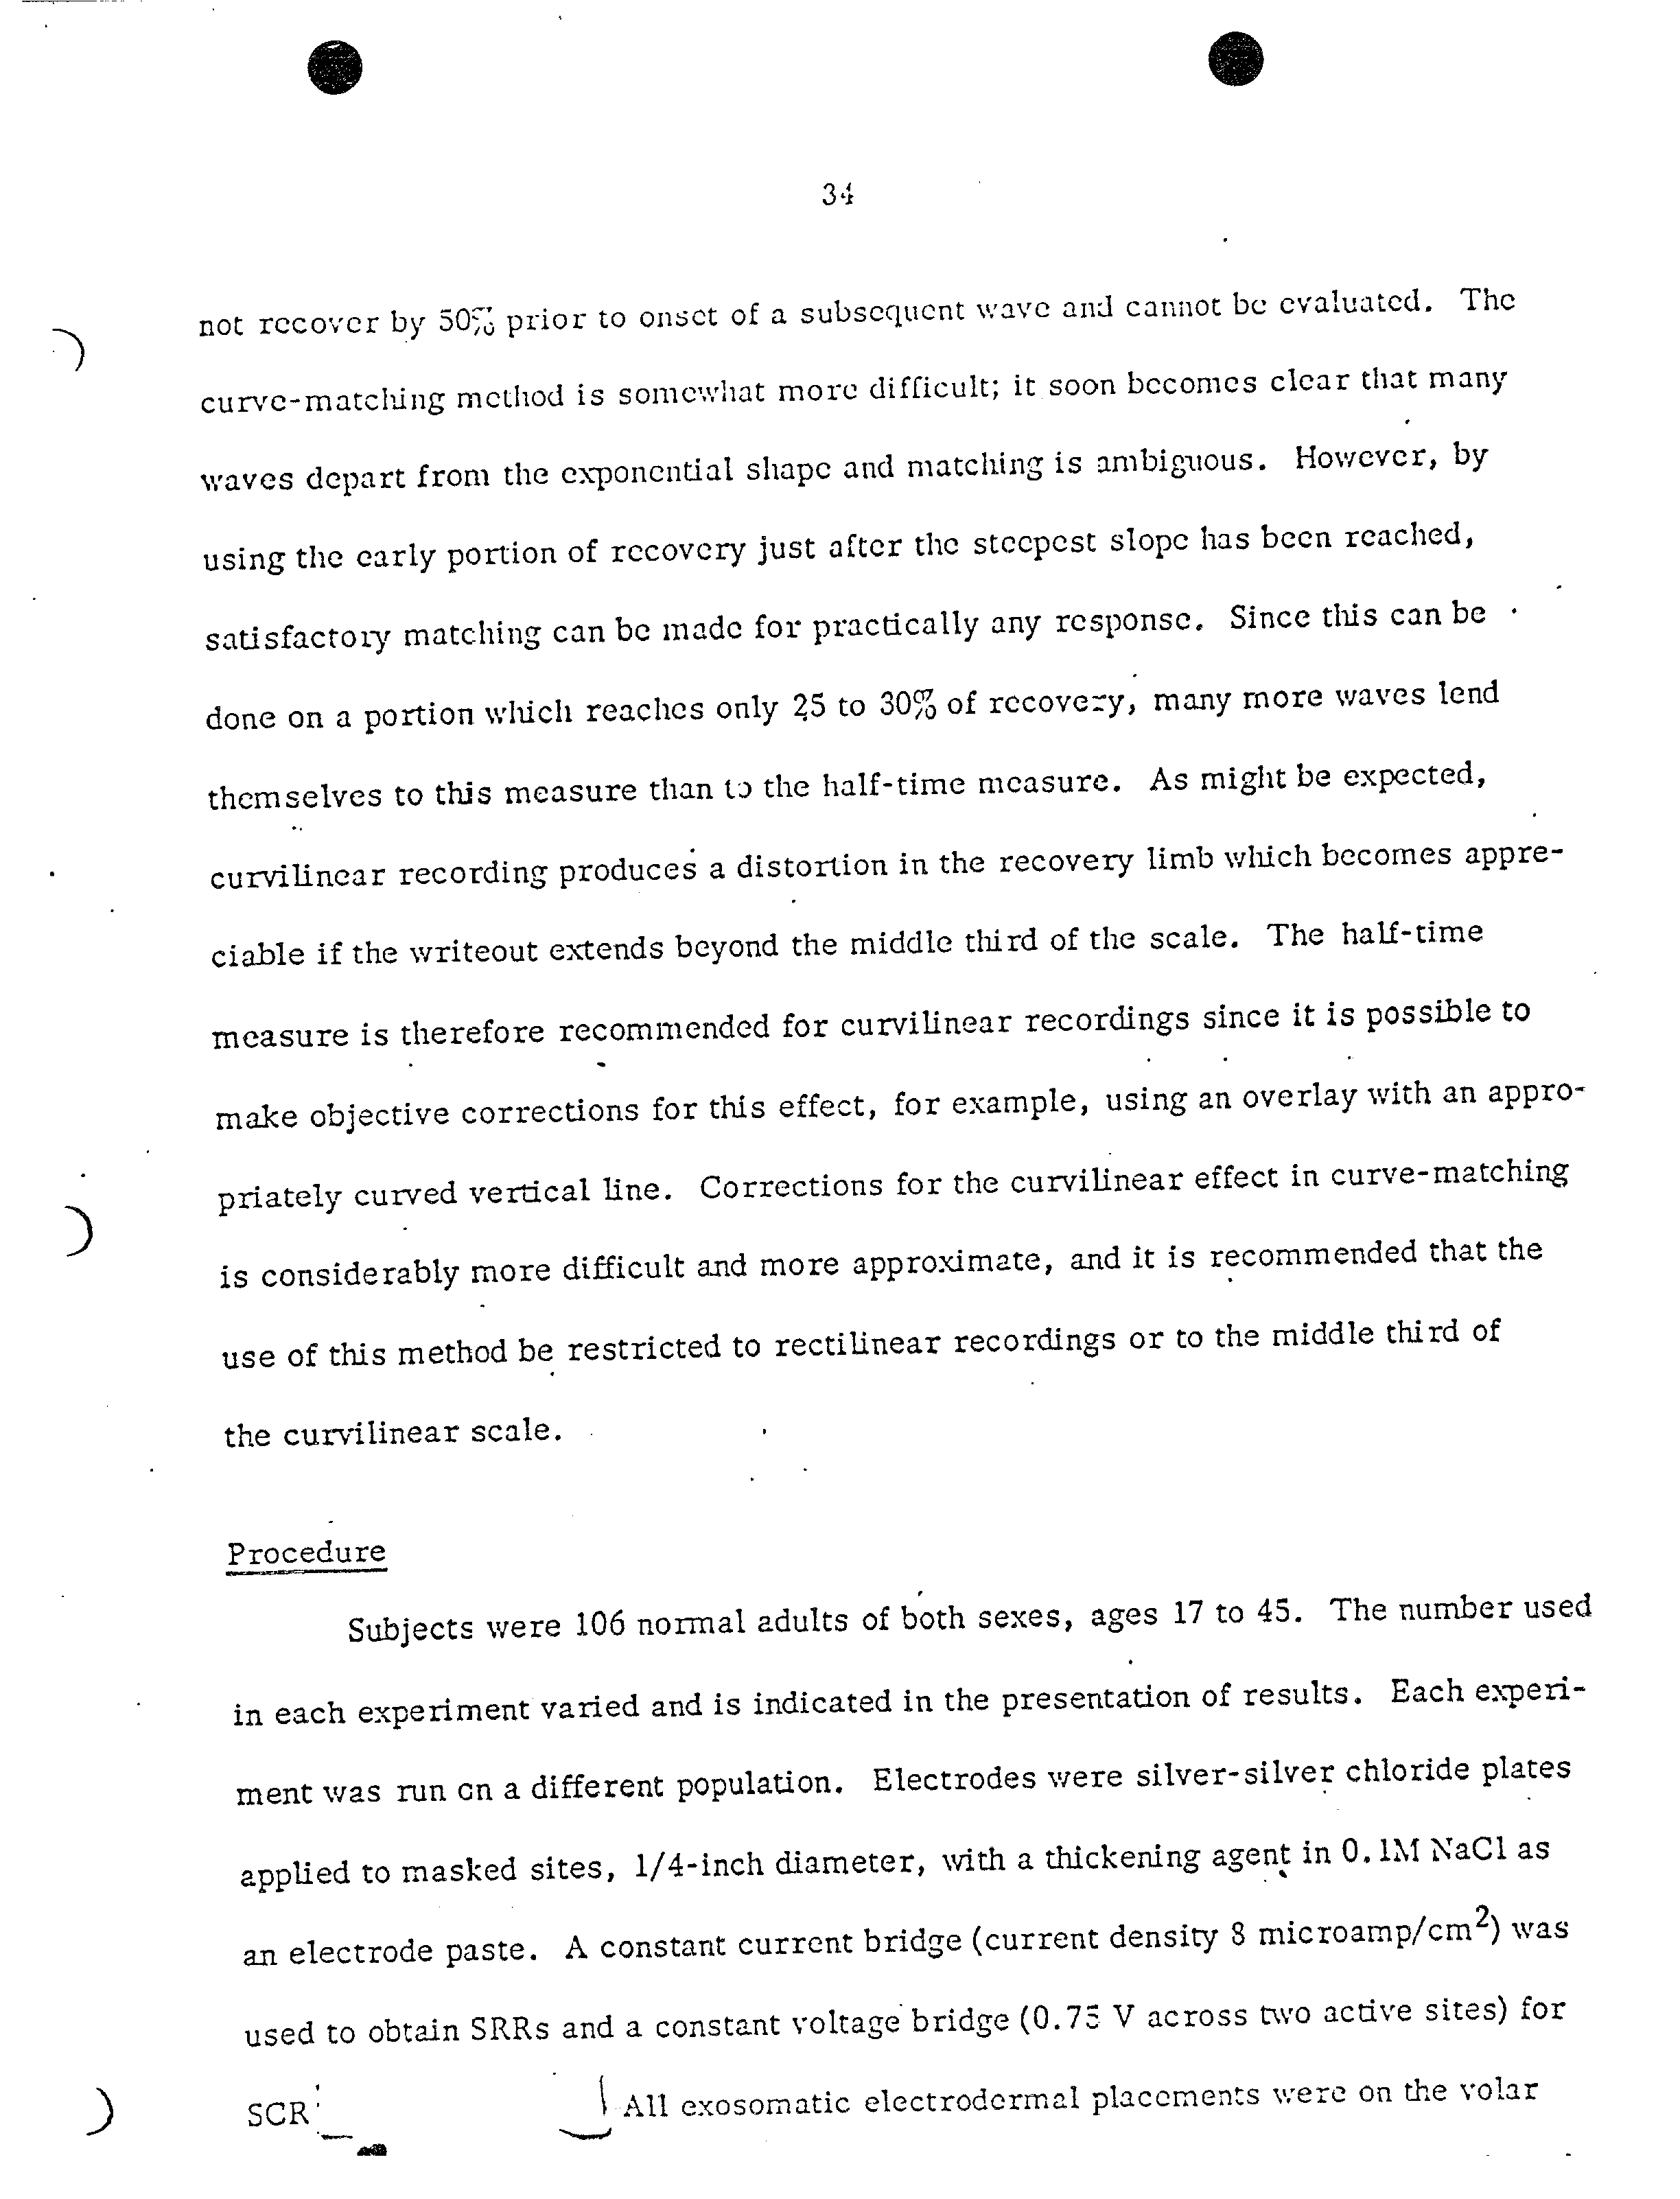 34
not recover by 50% prior to onset of a subsequent wave and cannot be evaluated. The
curve-matching method is somewhat more difficult; it soon becomes clear that many
waves depart from the exponential shape and matching is ambiguous. However, by
using the early portion of recovery just after the steepest slope has been reached,
satisfactory matching can be made for practically any response. Since this can be
done on a portion which reaches only 25 to 30% of recovery, many more waves lend
themselves to this measure than to the half-time measure. As might be expected,
curvilinear recording produces a distortion in the recovery limb which becomes appre-
ciable if the writeout extends beyond the middle third of the scale. The half-time
measure is therefore recommended for curvilinear recordings since it is possible to
make objective corrections for this effect, for example, using an overlay with an appro-
priately curved vertical line. Corrections for the curvilinear effect in curve-matching
is considerably more difficult and more approximate, and it is recommended that the
use of this method be restricted to rectilinear recordings or to the middle third of
the curvilinear scale.
Procedure
Subjects were 106 normal adults of both sexes, ages 17 to 45. The number used
in each experiment varied and is indicated in the presentation of results. Each experi-
ment was run on a different population. Electrodes were silver-silver chloride plates
applied to masked sites, 1/4-inch diameter, with a thickening agent in 0.1M NaCl as
an electrode paste. A constant current bridge (current density 8 microamp/cm²) was
used to obtain SRRs and a constant voltage bridge (0.75 V across two active sites) for
SCR All exosomatic electrodermal placements were on the volar